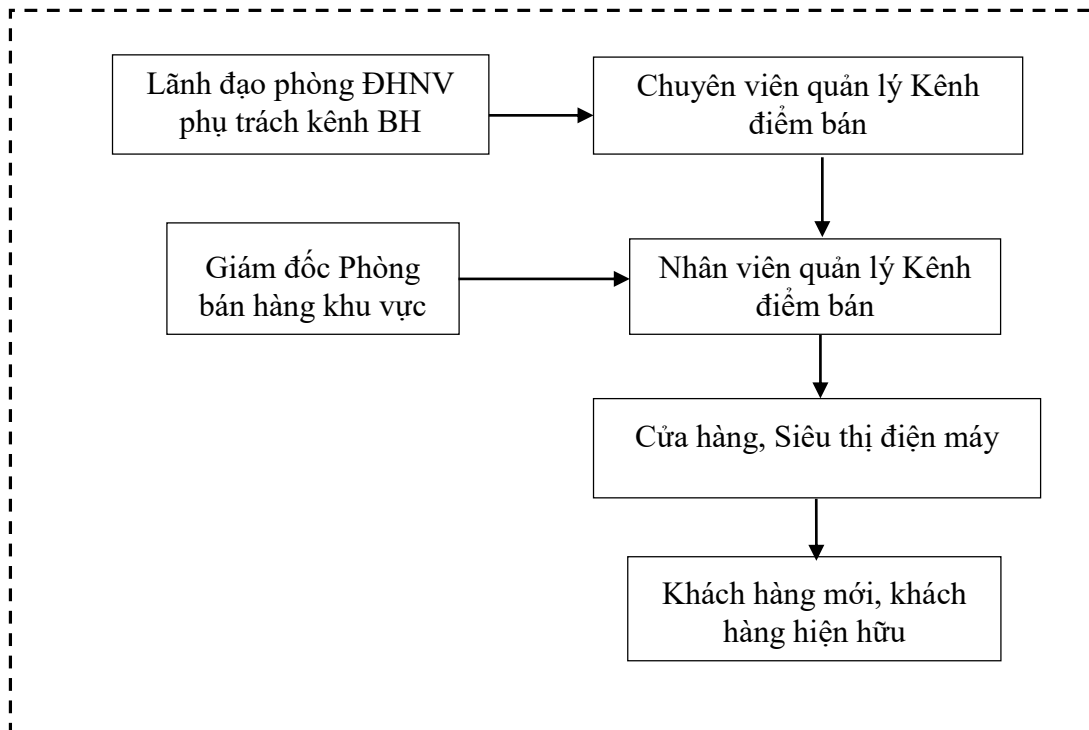 Lãnh đạo phòng ĐHNV
phụ trách kênh BH
Chuyên viên quản lý Kênh
điểm bán
Giám đốc Phòng
bán hàng khu vực
Nhân viên quản lý Kênh
điểm bán
Cửa hàng, Siêu thị điện máy
Khách hàng mới, khách
hàng hiện hữu